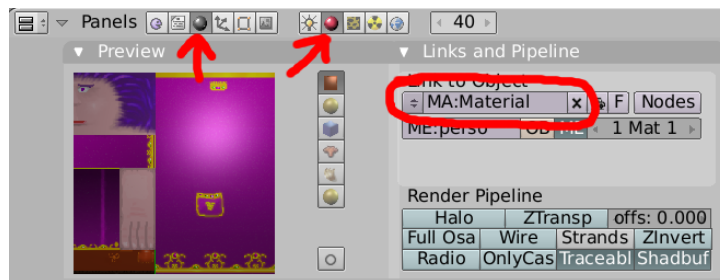 Panels 40
Preview
Links and Pipeline
Link to Object
MA:Material F Nodes
ME:perso OB ME 1 Mat 1
Render Pipeline
Halo ZTransp offs: 0.000
Full Osa Wire Strands ZInvert
Radio OnlyCas Traceabl Shadbuf